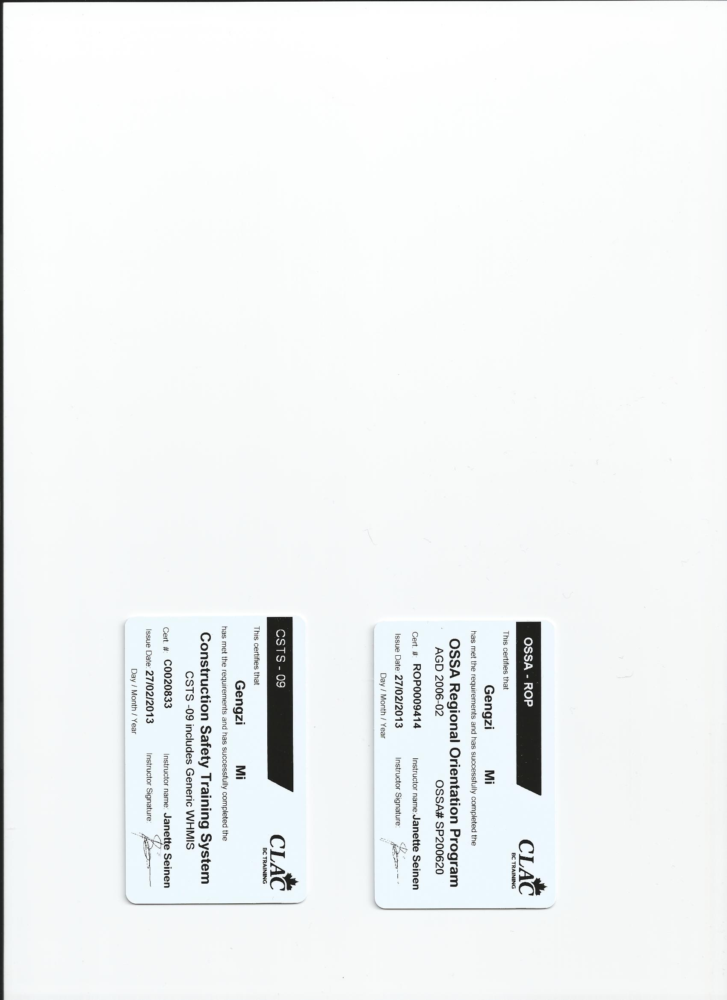 OSSA - ROP
CLAC
BC TRAINING
This certifies that
Gengzi Mi
has met the requirements and has successfully completed the
OSSA Regional Orientation Program
AGD 2006-02 OSSA# SP200620
Cert. #: ROP0009414 Instructor name: Janette Seinen
Issue Date: 27/02/2013 Instructor Signature:
Day / Month / Year
CSTS - 09
CLAC
BC TRAINING
This certifies that
Gengzi Mi
has met the requirements and has successfully completed the
Construction Safety Training System
CSTS -09 includes Generic WHMIS
Cert. #: C0020833 Instructor name: Janette Seinen
Issue Date: 27/02/2013 Instructor Signature:
Day / Month / Year